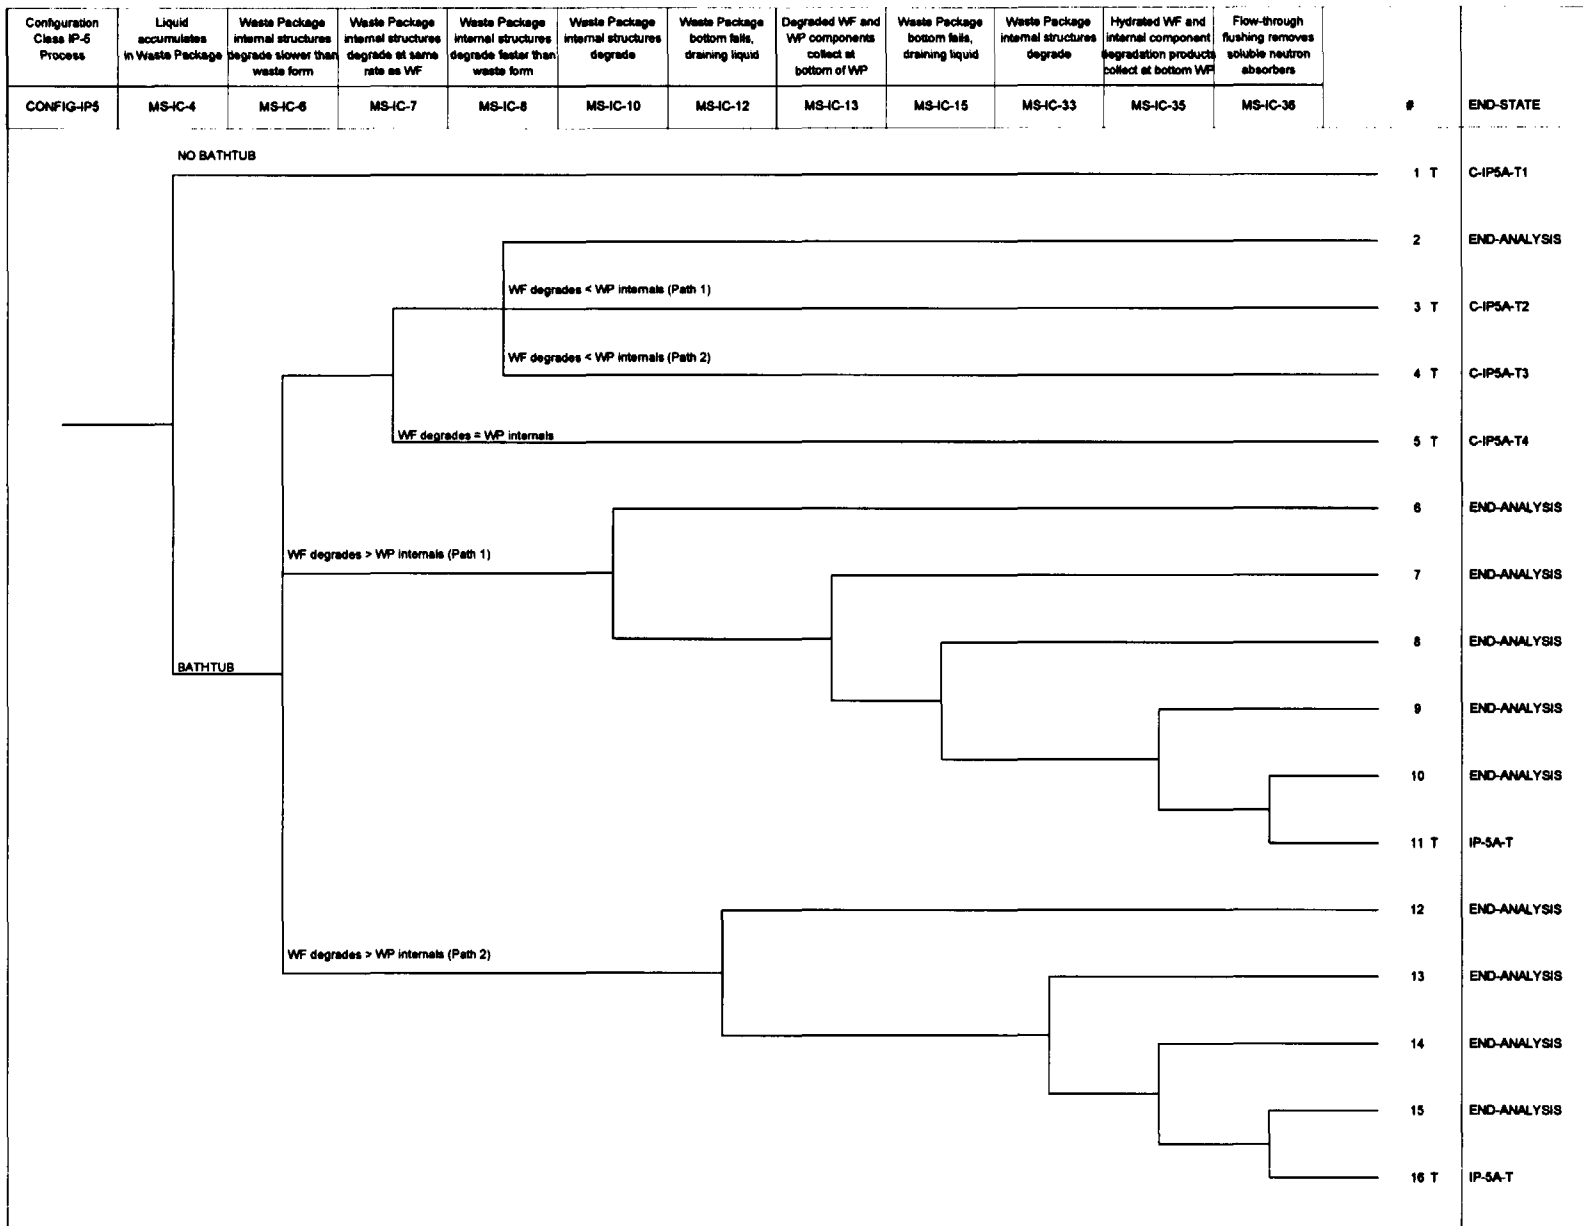 Configuration
Class IP-5
Process
Liquid
accumulates
in Waste Package
Waste Package
internal structures
degrade slower than
waste form
Waste Package
internal structures
degrade at same
rate as WF
Waste Package
internal structures
degrade faster than
waste form
Waste Package
internal structures
degrade
Waste Package
bottom fails,
draining liquid
Degraded WF and
WP components
collect at
bottom of WP
Waste Package
bottom fails,
draining liquid
Waste Package
internal structures
degrade
Hydrated WF and
internal component
degradation products
collect at bottom WP
Flow-through
flushing removes
soluble neutron
absorbers
CONFIG-IP5
MS-IC-4
MS-IC-6
MS-IC-7
MS-IC-8
MS-IC-10
MS-IC-12
MS-IC-13
MS-IC-15
MS-IC-33
MS-IC-35
MS-IC-36
#
END-STATE
NO BATHTUB
1 T C-IP5A-T1
2 END-ANALYSIS
WF degrades < WP internals (Path 1)
3 T C-IP5A-T2
WF degrades < WP internals (Path 2)
4 T C-IP5A-T3
WF degrades = WP internals
5 T C-IP5A-T4
6 END-ANALYSIS
WF degrades > WP internals (Path 1)
7 END-ANALYSIS
8 END-ANALYSIS
BATHTUB
9 END-ANALYSIS
10 END-ANALYSIS
11 T IP-5A-T
12 END-ANALYSIS
WF degrades > WP internals (Path 2)
13 END-ANALYSIS
14 END-ANALYSIS
15 END-ANALYSIS
16 T IP-5A-T